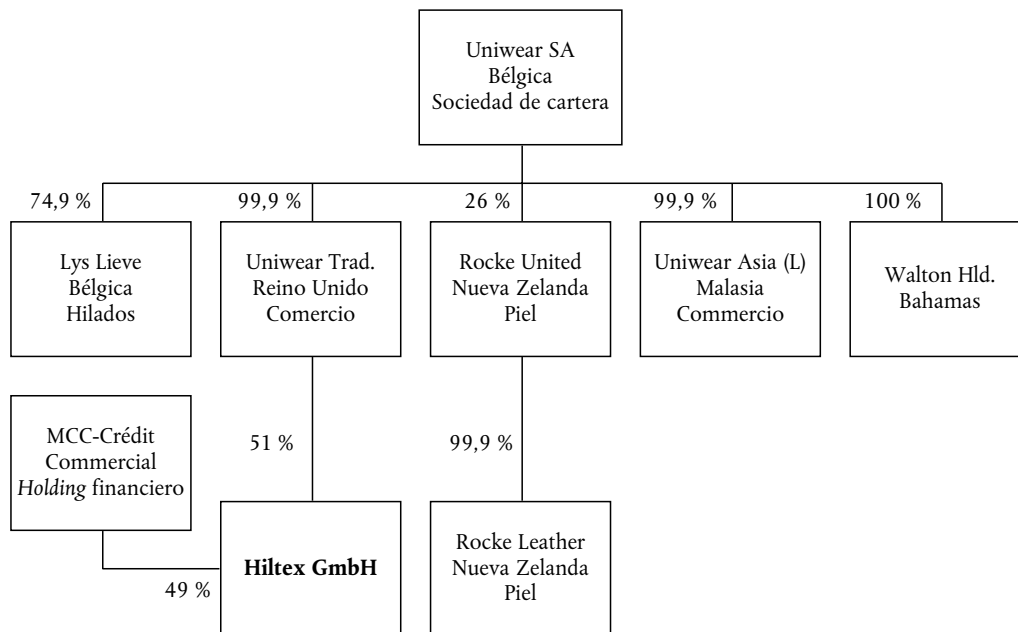 Uniwear SA
Bélgica
Sociedad de cartera
74,9 %
99,9 %
26 %
99,9 %
100 %
Lys Lieve
Bélgica
Hilados
Uniwear Trad.
Reino Unido
Comercio
Rocke United
Nueva Zelanda
Piel
Uniwear Asia (L)
Malasia
Commercio
Walton Hld.
Bahamas
MCC-Crédit
Commercial
Holding financiero
51 %
99,9 %
49 %
Hiltex GmbH
Rocke Leather
Nueva Zelanda
Piel